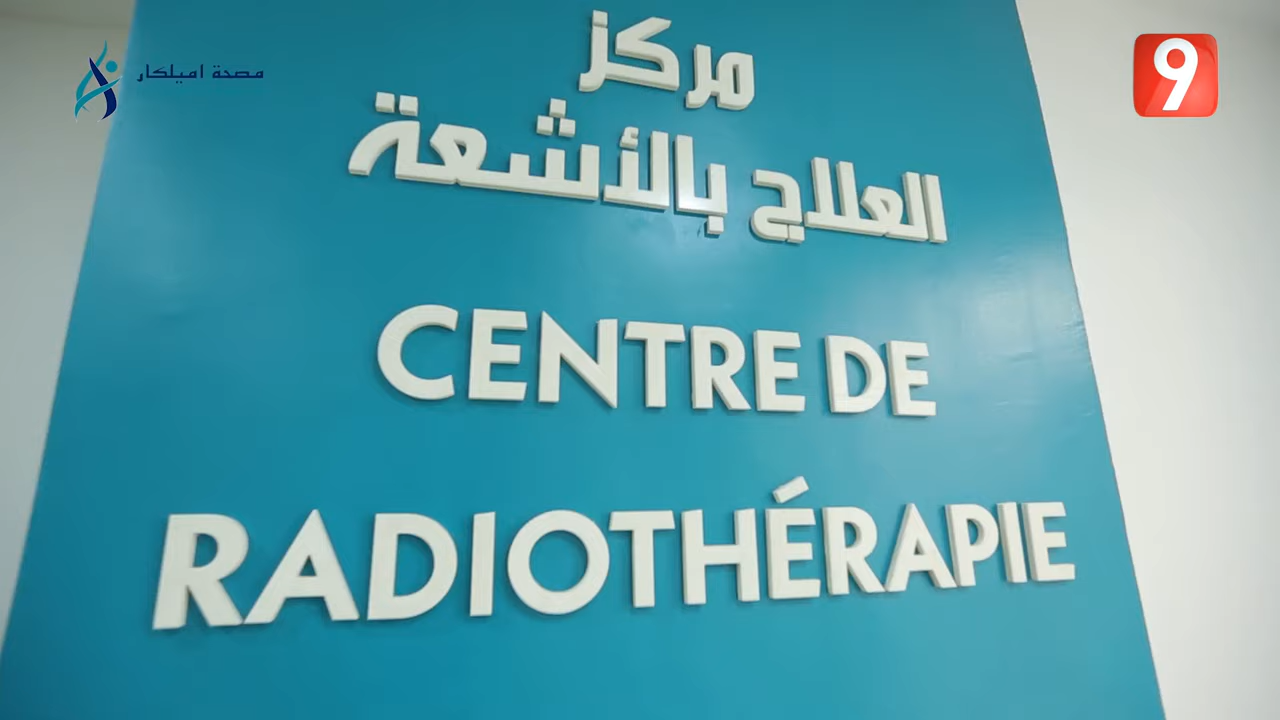 مصحة اميلكار
9
مركز
العلاج بالأشعة
CENTRE DE
RADIOTHÉRAPIE